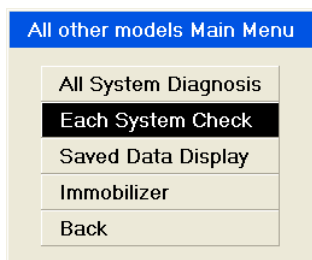 All other models Main Menu
All System Diagnosis
Each System Check
Saved Data Display
Immobilizer
Back